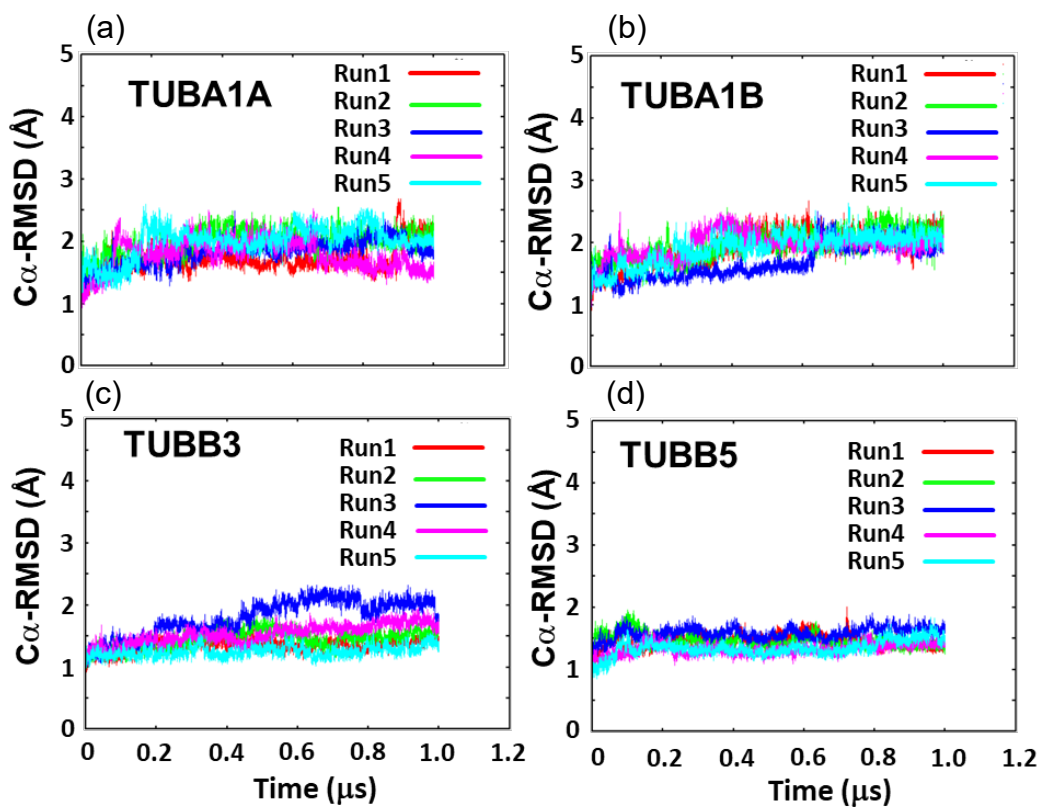 (a)
5
4
3
2
1
0
Cα-RMSD (Å)
TUBA1A
Run1
Run2
Run3
Run4
Run5
(b)
5
4
3
2
1
0
Cα-RMSD (Å)
TUBA1B
Run1
Run2
Run3
Run4
Run5
(c)
5
4
3
2
1
0
Cα-RMSD (Å)
TUBB3
Run1
Run2
Run3
Run4
Run5
0 0.2 0.4 0.6 0.8 1.0 1.2
Time (μs)
(d)
5
4
3
2
1
0
Cα-RMSD (Å)
TUBB5
Run1
Run2
Run3
Run4
Run5
0 0.2 0.4 0.6 0.8 1.0 1.2
Time (μs)